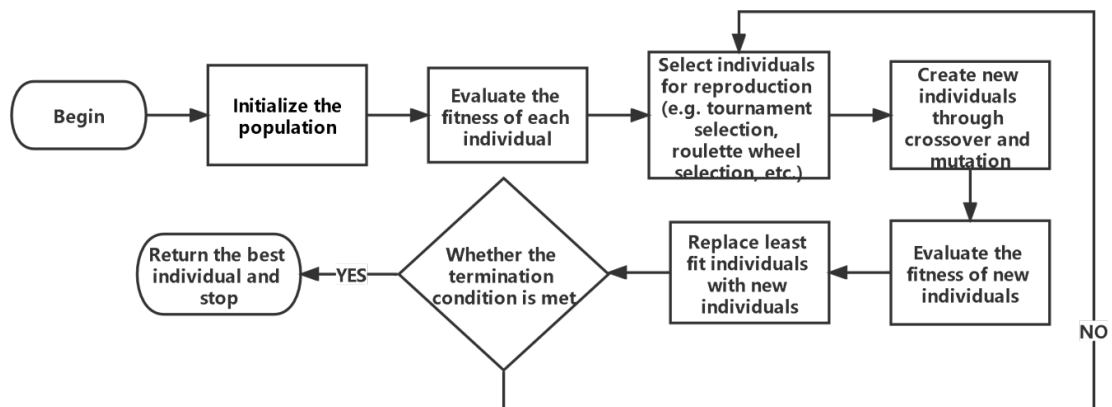 Begin
Initialize the
population
Evaluate the
fitness of each
individual
Select individuals
for reproduction
(e.g. tournament
selection,
roulette wheel
selection, etc.)
Create new
individuals
through
crossover and
mutation
Evaluate the
fitness of new
individuals
Replace least
fit individuals
with new
individuals
Whether the
termination
condition is met
YES
Return the best
individual and
stop
NO